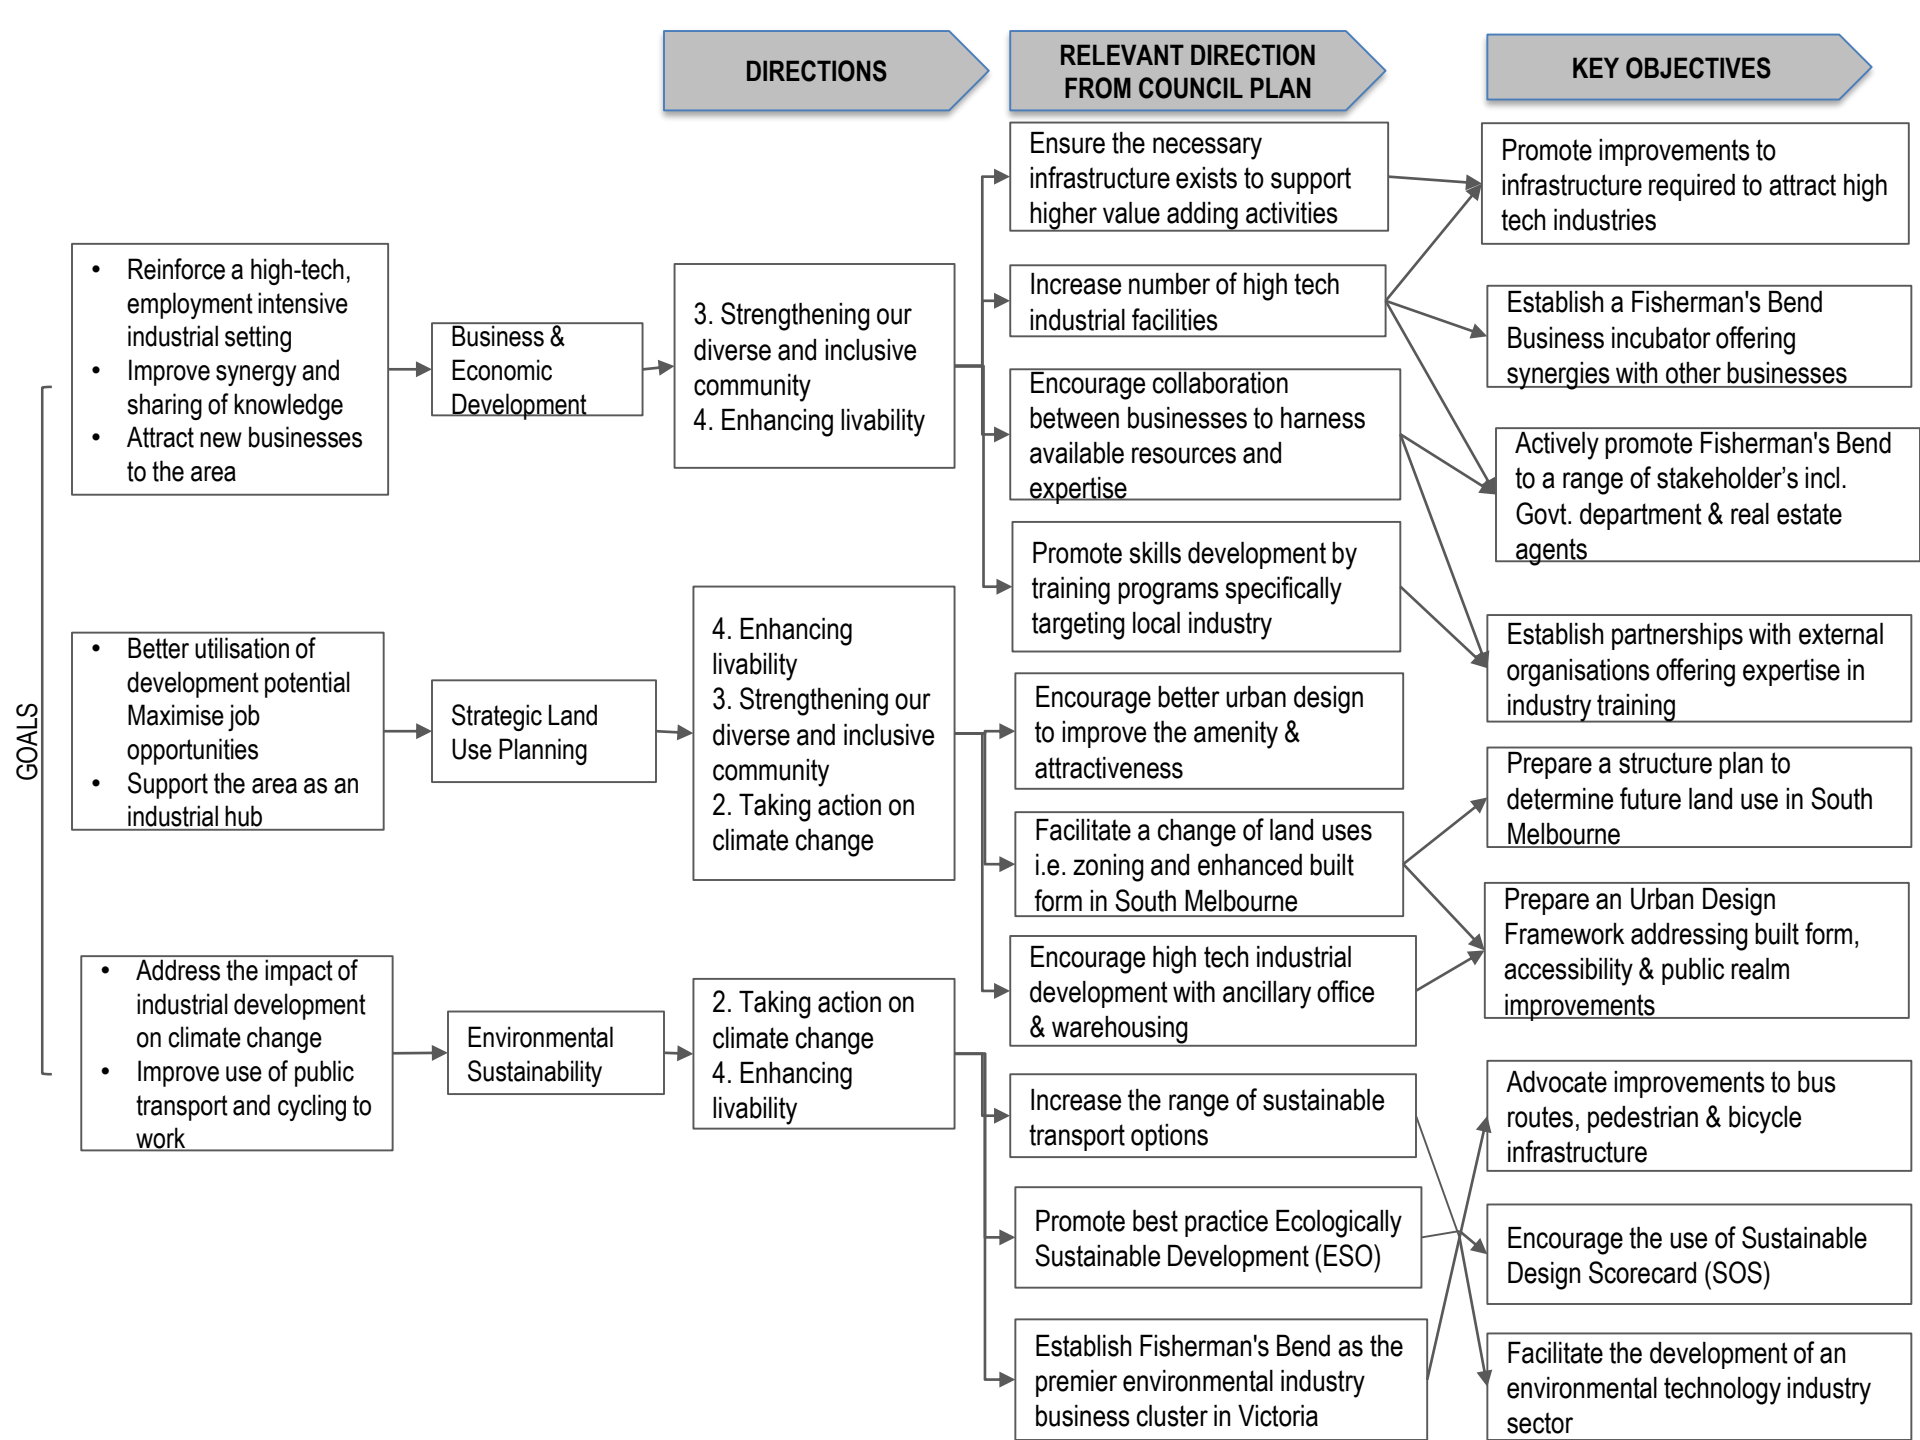 DIRECTIONS
RELEVANT DIRECTION
FROM COUNCIL PLAN
KEY OBJECTIVES
GOALS
• Reinforce a high-tech,
employment intensive
industrial setting
• Improve synergy and
sharing of knowledge
• Attract new businesses
to the area
Business &
Economic
Development
3. Strengthening our
diverse and inclusive
community
4. Enhancing livability
Ensure the necessary
infrastructure exists to support
higher value adding activities
Increase number of high tech
industrial facilities
Encourage collaboration
between businesses to harness
available resources and
expertise
Promote skills development by
training programs specifically
targeting local industry
Promote improvements to
infrastructure required to attract high
tech industries
Establish a Fisherman's Bend
Business incubator offering
synergies with other businesses
Actively promote Fisherman's Bend
to a range of stakeholder’s incl.
Govt. department & real estate
agents
Establish partnerships with external
organisations offering expertise in
industry training
• Better utilisation of
development potential
Maximise job
opportunities
• Support the area as an
industrial hub
Strategic Land
Use Planning
4. Enhancing
livability
3. Strengthening our
diverse and inclusive
community
2. Taking action on
climate change
Encourage better urban design
to improve the amenity &
attractiveness
Facilitate a change of land uses
i.e. zoning and enhanced built
form in South Melbourne
Encourage high tech industrial
development with ancillary office
& warehousing
Prepare a structure plan to
determine future land use in South
Melbourne
Prepare an Urban Design
Framework addressing built form,
accessibility & public realm
improvements
• Address the impact of
industrial development
on climate change
• Improve use of public
transport and cycling to
work
Environmental
Sustainability
2. Taking action on
climate change
4. Enhancing
livability
Increase the range of sustainable
transport options
Promote best practice Ecologically
Sustainable Development (ESO)
Establish Fisherman's Bend as the
premier environmental industry
business cluster in Victoria
Advocate improvements to bus
routes, pedestrian & bicycle
infrastructure
Encourage the use of Sustainable
Design Scorecard (SOS)
Facilitate the development of an
environmental technology industry
sector